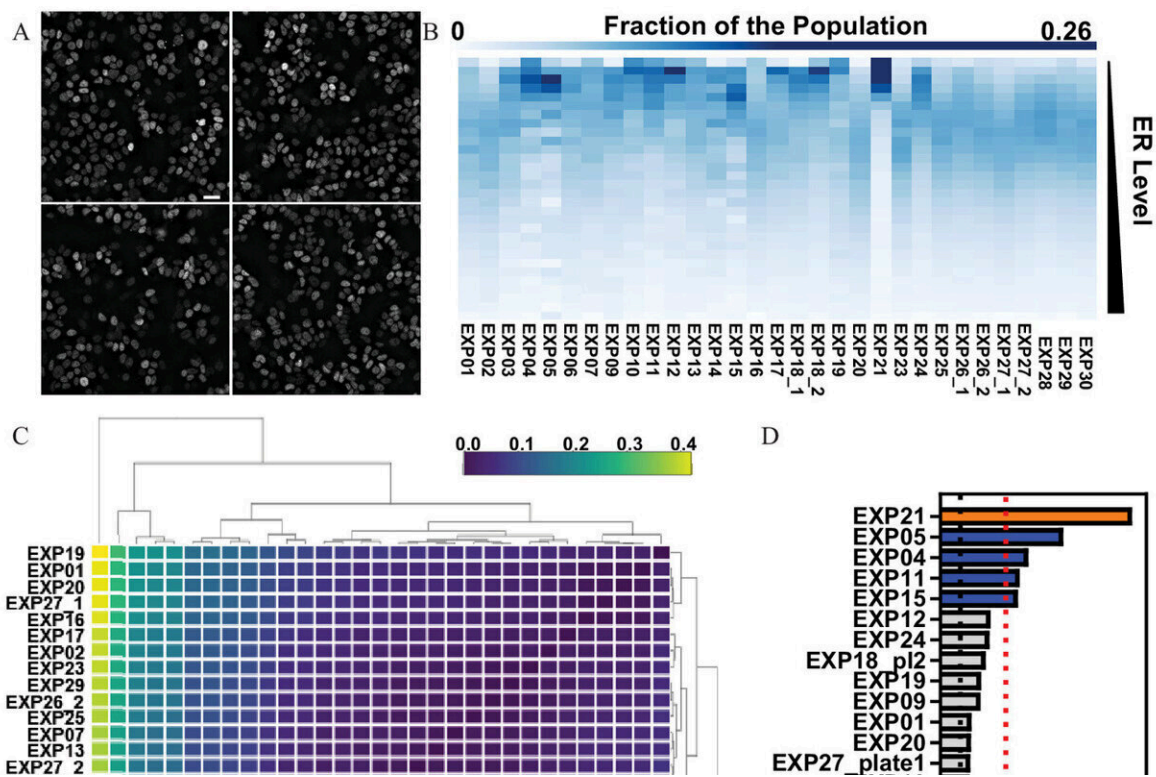 A
B
0 Fraction of the Population 0.26
ER Level
EXP01
EXP02
EXP03
EXP04
EXP05
EXP06
EXP07
EXP09
EXP10
EXP11
EXP12
EXP13
EXP14
EXP15
EXP16
EXP17
EXP18_1
EXP18_2
EXP19
EXP20
EXP21
EXP23
EXP24
EXP25
EXP26_1
EXP26_2
EXP27_1
EXP27_2
EXP28
EXP29
EXP30
C
0.0 0.1 0.2 0.3 0.4
EXP19
EXP01
EXP20
EXP27_1
EXP16
EXP17
EXP02
EXP23
EXP29
EXP26_2
EXP25
EXP07
EXP13
EXP27_2
D
EXP21
EXP05
EXP04
EXP11
EXP15
EXP12
EXP24
EXP18_pl2
EXP19
EXP09
EXP01
EXP20
EXP27_plate1